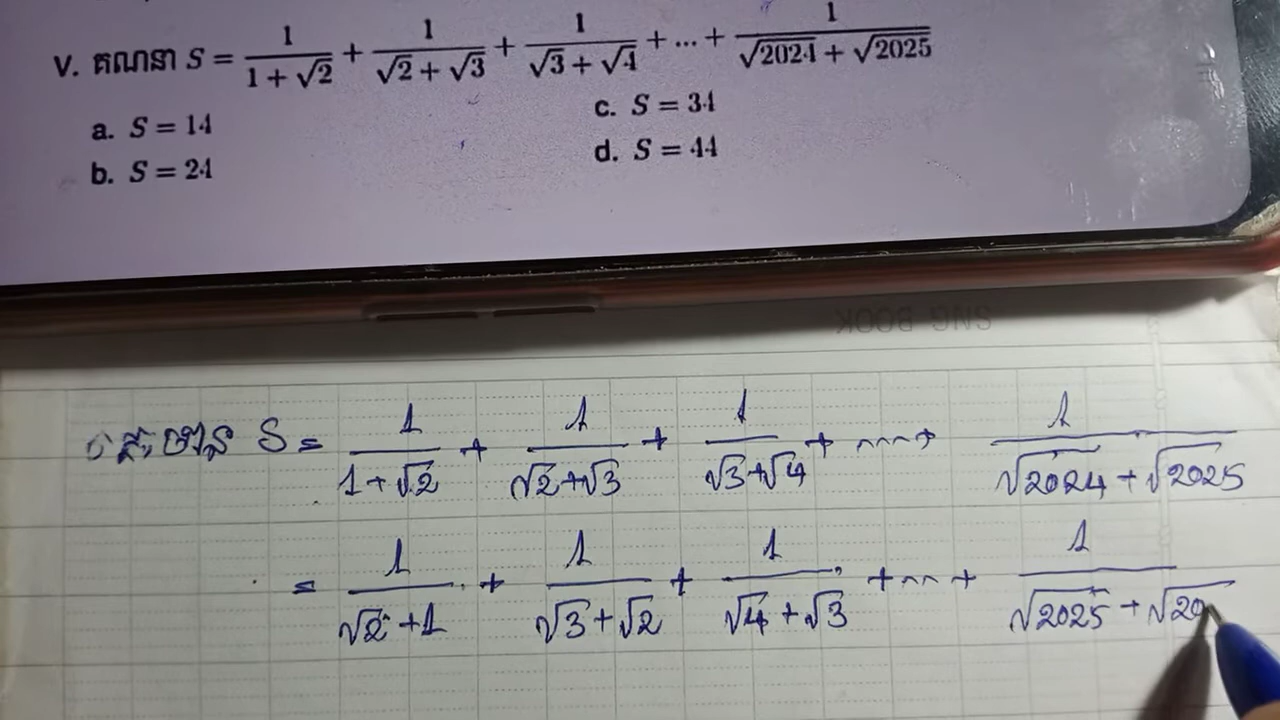 V. គណនា S = 1/(1 + √2) + 1/(√2 + √3) + 1/(√3 + √4) + ... + 1/(√2024 + √2025)
a. S = 14
c. S = 34
b. S = 24
d. S = 44
SNG BOOK
S = 1/(1+√2) + 1/(√2+√3) + 1/(√3+√4) + ... + 1/(√2024 + √2025)
= 1/(√2 + 1) + 1/(√3 + √2) + 1/(√4 + √3) + ... + 1/(√2025 + √20